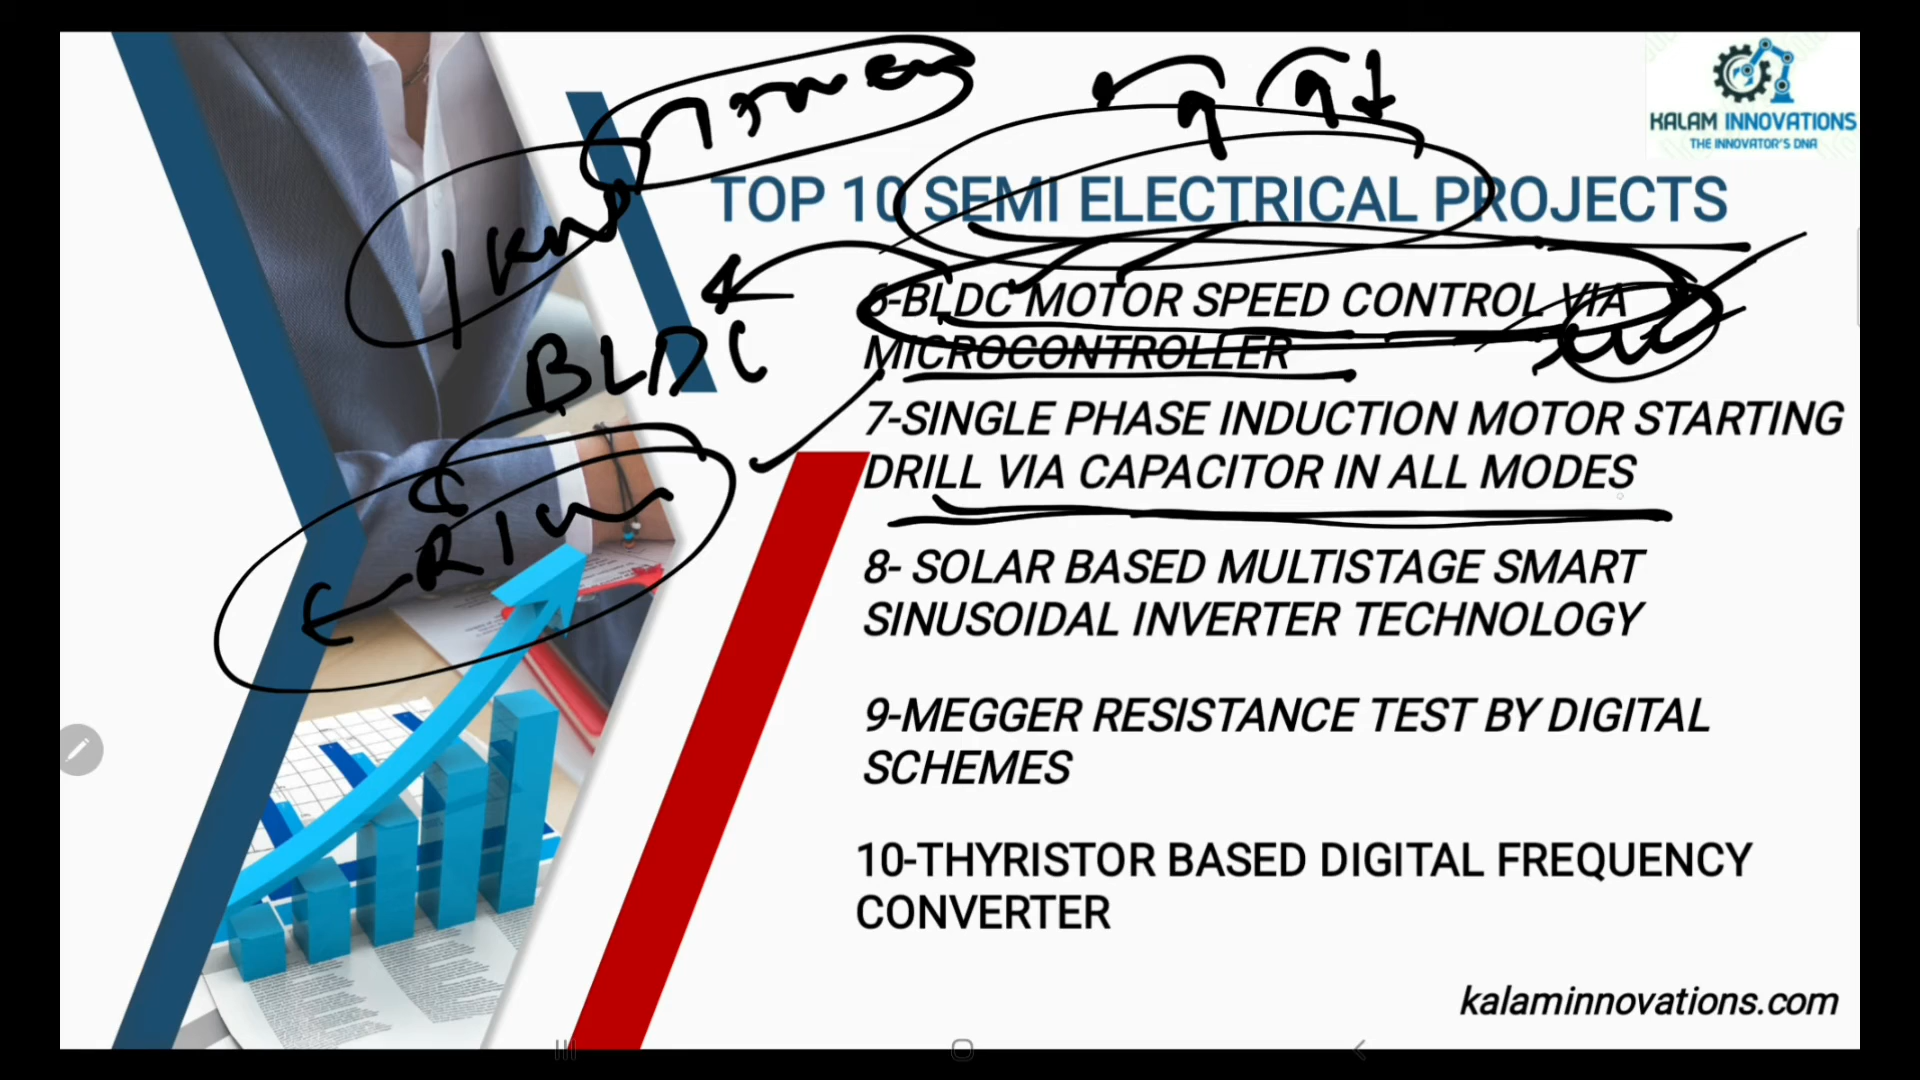 KALAM INNOVATIONS
THE INNOVATOR'S DNA
TOP 10 SEMI ELECTRICAL PROJECTS
6-BLDC MOTOR SPEED CONTROL VIA
MICROCONTROLLER
BLDC
7-SINGLE PHASE INDUCTION MOTOR STARTING
DRILL VIA CAPACITOR IN ALL MODES
8- SOLAR BASED MULTISTAGE SMART
SINUSOIDAL INVERTER TECHNOLOGY
9-MEGGER RESISTANCE TEST BY DIGITAL
SCHEMES
10-THYRISTOR BASED DIGITAL FREQUENCY
CONVERTER
kalaminnovations.com